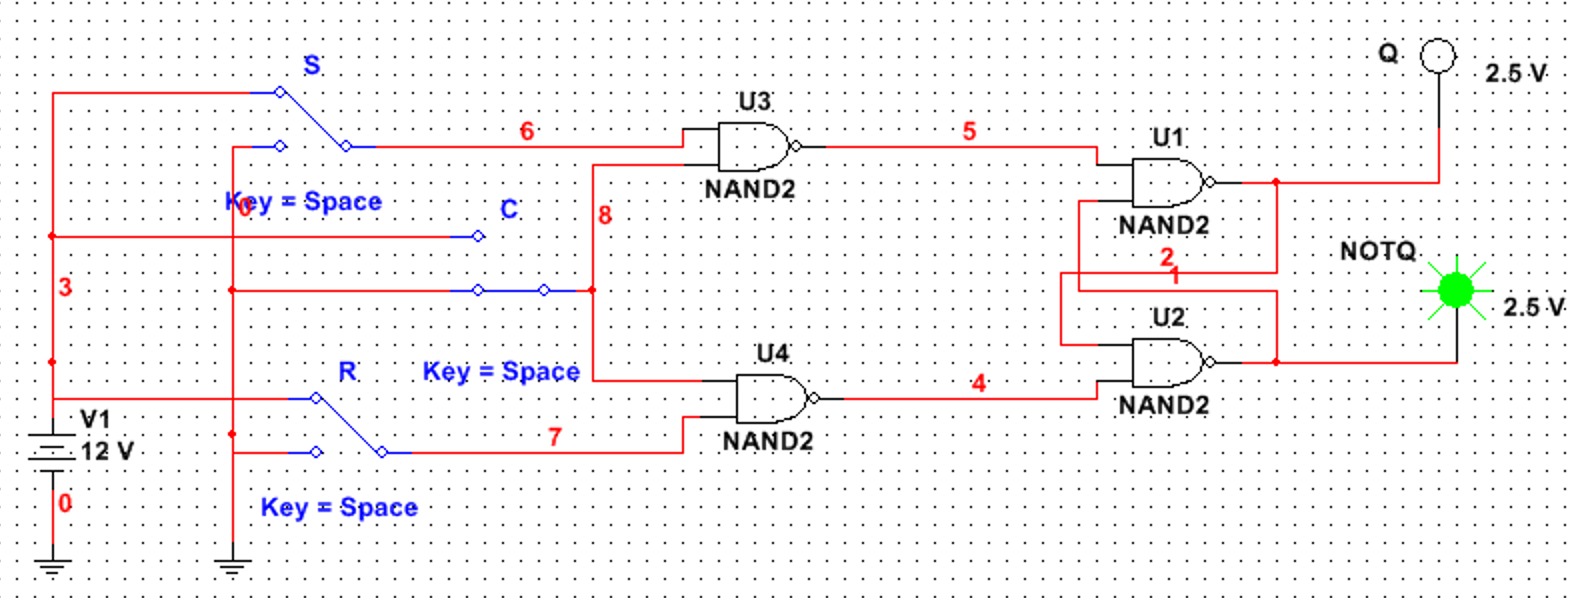 Q
2.5 V
S
U3
6
5
U1
NAND2
Key = Space
0
C
8
NAND2
2
1
NOTQ
3
2.5 V
U2
U4
R
Key = Space
4
NAND2
V1
12 V
7
NAND2
0
Key = Space